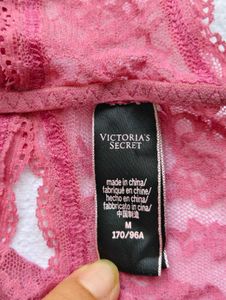 VICTORIA'S
SECRET
made in china/
fabriqué en chine/
hecho en china/
fabbricato in cina/
中国制造
M
170/96A